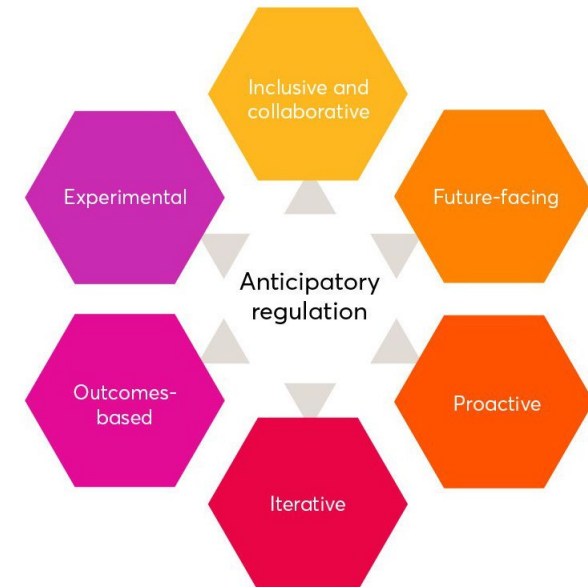 Inclusive and
collaborative
Experimental
Future-facing
Anticipatory
regulation
Outcomes-
based
Proactive
Iterative